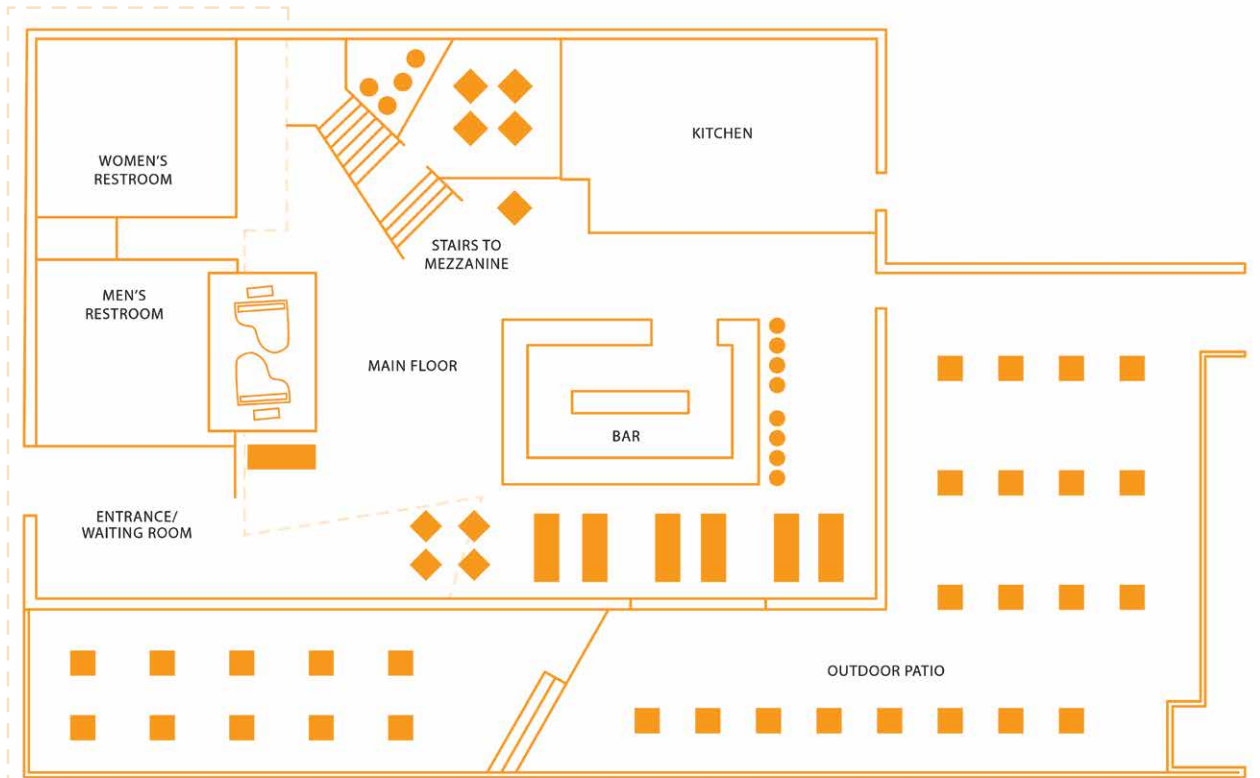 WOMEN'S
RESTROOM
KITCHEN
STAIRS TO
MEZZANINE
MEN'S
RESTROOM
MAIN FLOOR
BAR
ENTRANCE/
WAITING ROOM
OUTDOOR PATIO